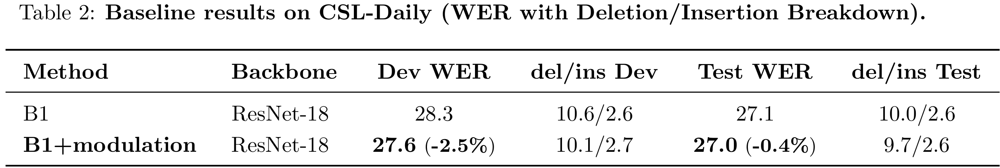 Table 2: Baseline results on CSL-Daily (WER with Deletion/Insertion Breakdown).
Method Backbone Dev WER del/ins Dev Test WER del/ins Test
B1 ResNet-18 28.3 10.6/2.6 27.1 10.0/2.6
B1+modulation ResNet-18 27.6 (-2.5%) 10.1/2.7 27.0 (-0.4%) 9.7/2.6